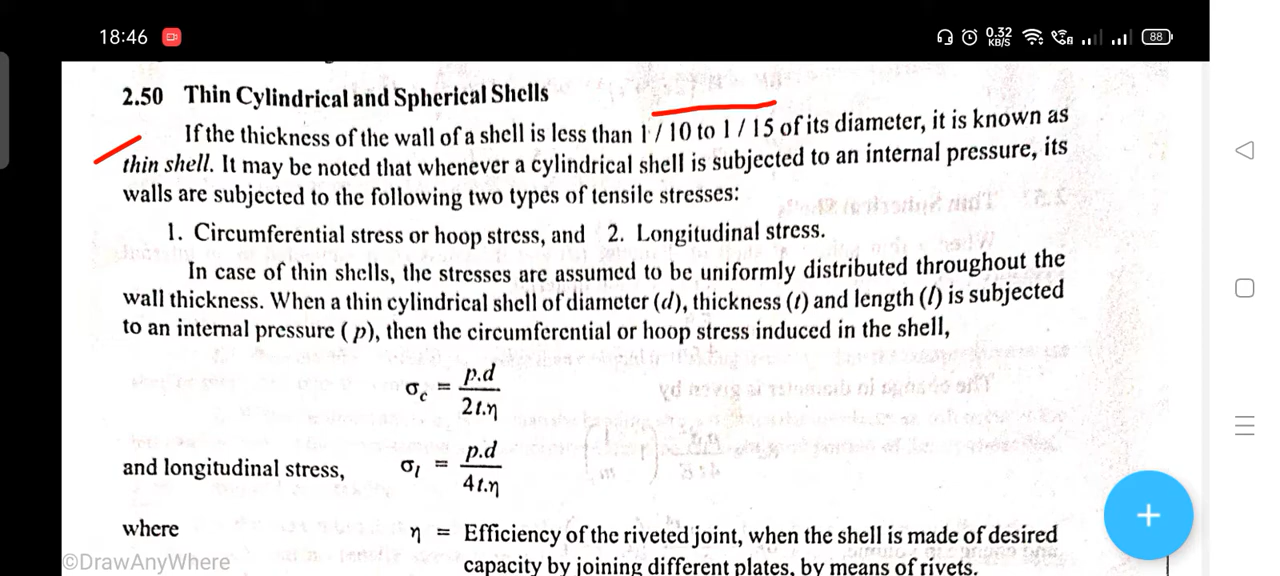 18:46 0.32 KB/S 88
2.50 Thin Cylindrical and Spherical Shells
If the thickness of the wall of a shell is less than 1 / 10 to 1 / 15 of its diameter, it is known as
thin shell. It may be noted that whenever a cylindrical shell is subjected to an internal pressure, its
walls are subjected to the following two types of tensile stresses:
1. Circumferential stress or hoop stress, and 2. Longitudinal stress.
In case of thin shells, the stresses are assumed to be uniformly distributed throughout the
wall thickness. When a thin cylindrical shell of diameter (d), thickness (t) and length (l) is subjected
to an internal pressure ( p), then the circumferential or hoop stress induced in the shell,
σc = p.d / 2t.η
and longitudinal stress, σl = p.d / 4t.η
where η = Efficiency of the riveted joint, when the shell is made of desired
capacity by joining different plates, by means of rivets.
©DrawAnyWhere